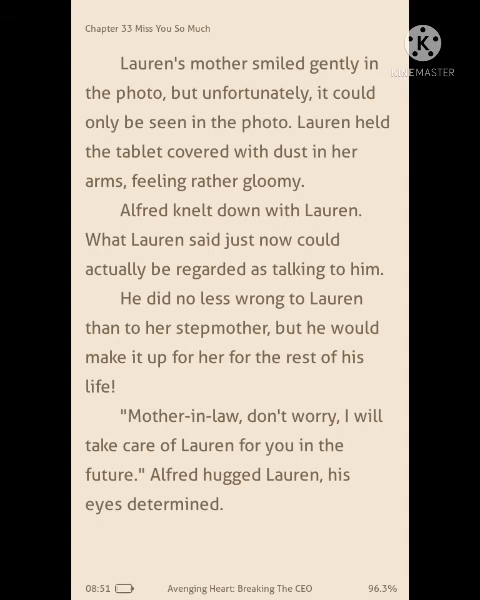 Chapter 33 Miss You So Much
KINEMASTER
Lauren's mother smiled gently in
the photo, but unfortunately, it could
only be seen in the photo. Lauren held
the tablet covered with dust in her
arms, feeling rather gloomy.
Alfred knelt down with Lauren.
What Lauren said just now could
actually be regarded as talking to him.
He did no less wrong to Lauren
than to her stepmother, but he would
make it up for her for the rest of his
life!
"Mother-in-law, don't worry, I will
take care of Lauren for you in the
future." Alfred hugged Lauren, his
eyes determined.
08:51 Avenging Heart: Breaking The CEO 96.3%